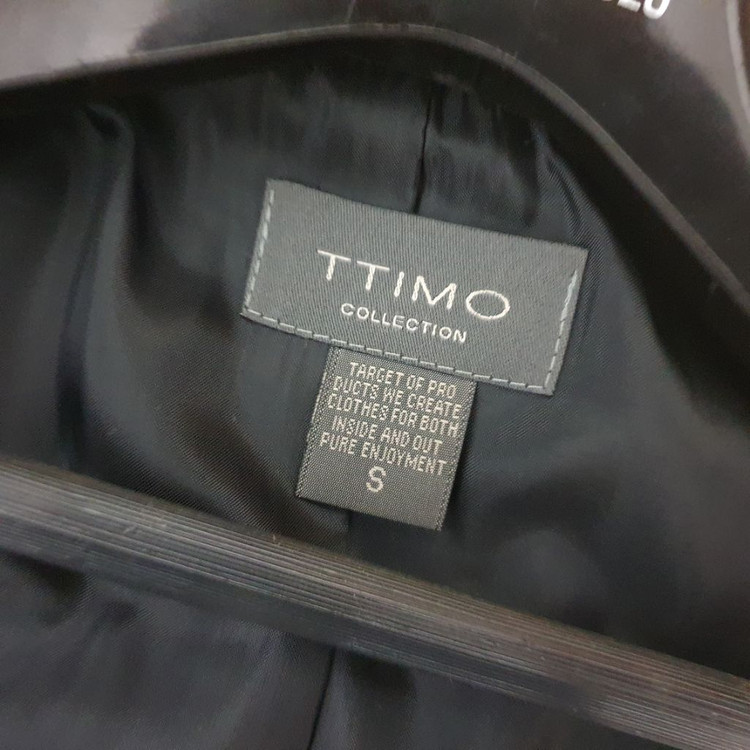 TTIMO
COLLECTION
TARGET OF PRO
DUCTS WE CREATE
CLOTHES FOR BOTH
INSIDE AND OUT
PURE ENJOYMENT
S